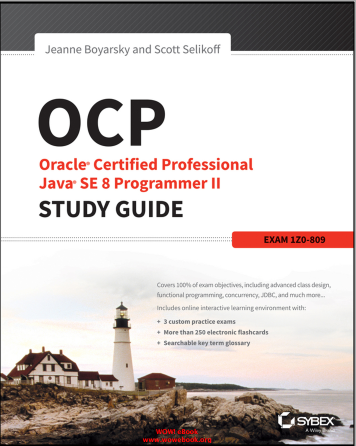 Jeanne Boyarsky and Scott Selikoff
OCP
Oracle® Certified Professional
Java® SE 8 Programmer II
STUDY GUIDE
EXAM 1Z0-809
Covers 100% of exam objectives, including advanced class design,
functional programming, concurrency, JDBC, and much more...
Includes online interactive learning environment with:
+ 3 custom practice exams
+ More than 250 electronic flashcards
+ Searchable key term glossary
SYBEX
A Wiley Brand
WOW! eBook
www.wowebook.org